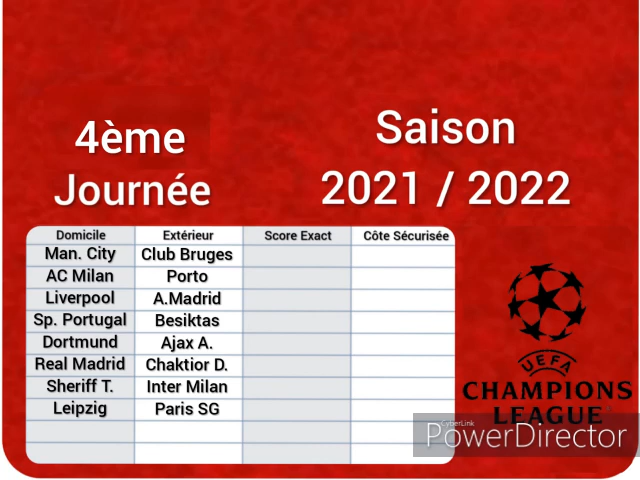 4ème
Journée
Saison
2021 / 2022
Domicile Extérieur Score Exact Côte Sécurisée
Man. City Club Bruges
AC Milan Porto
Liverpool A.Madrid
Sp. Portugal Besiktas
Dortmund Ajax A.
Real Madrid Chaktior D.
Sheriff T. Inter Milan
Leipzig Paris SG
UEFA
CHAMPIONS
LEAGUE
CyberLink
PowerDirector